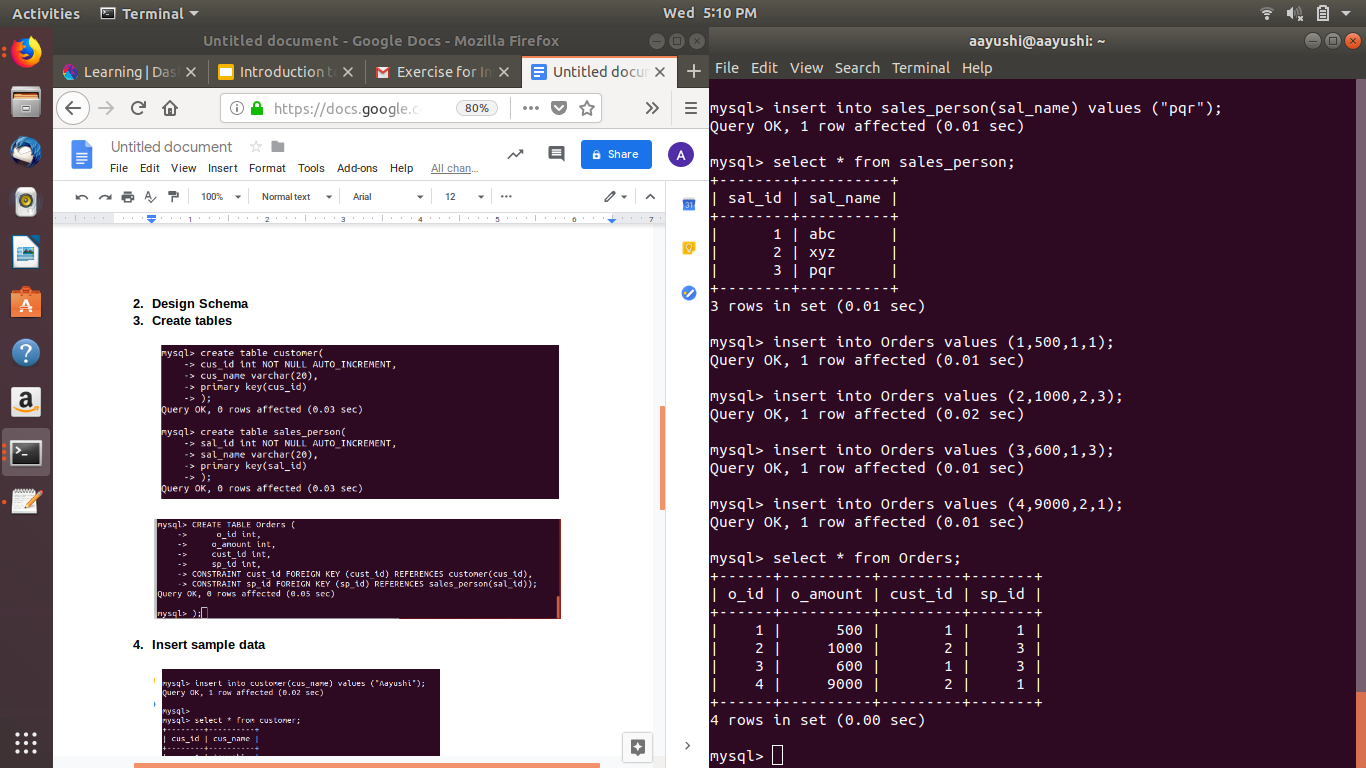 Activities Terminal Wed 5:10 PM
Untitled document - Google Docs - Mozilla Firefox
Learning | Das
Introduction t
Exercise for In
Untitled docu
https://docs.google.c 80%
Untitled document
File Edit View Insert Format Tools Add-ons Help All chan...
Share
A
100% Normal text Arial 12
1 1 2 3 4 5 6 7
31
2. Design Schema
3. Create tables
mysql> create table customer(
-> cus_id int NOT NULL AUTO_INCREMENT,
-> cus_name varchar(20),
-> primary key(cus_id)
-> );
Query OK, 0 rows affected (0.03 sec)
mysql> create table sales_person(
-> sal_id int NOT NULL AUTO_INCREMENT,
-> sal_name varchar(20),
-> primary key(sal_id)
-> );
Query OK, 0 rows affected (0.03 sec)
mysql> CREATE TABLE Orders (
-> o_id int,
-> o_amount int,
-> cust_id int,
-> sp_id int,
-> CONSTRAINT cust_id FOREIGN KEY (cust_id) REFERENCES customer(cus_id),
-> CONSTRAINT sp_id FOREIGN KEY (sp_id) REFERENCES sales_person(sal_id));
Query OK, 0 rows affected (0.05 sec)
mysql> );
4. Insert sample data
mysql> insert into customer(cus_name) values ("Aayushi");
Query OK, 1 row affected (0.02 sec)
mysql>
mysql> select * from customer;
+--------+----------+
| cus_id | cus_name |
+--------+----------+
aayushi@aayushi: ~
File Edit View Search Terminal Help
mysql> insert into sales_person(sal_name) values ("pqr");
Query OK, 1 row affected (0.01 sec)
mysql> select * from sales_person;
+--------+----------+
| sal_id | sal_name |
+--------+----------+
| 1 | abc |
| 2 | xyz |
| 3 | pqr |
+--------+----------+
3 rows in set (0.01 sec)
mysql> insert into Orders values (1,500,1,1);
Query OK, 1 row affected (0.01 sec)
mysql> insert into Orders values (2,1000,2,3);
Query OK, 1 row affected (0.02 sec)
mysql> insert into Orders values (3,600,1,3);
Query OK, 1 row affected (0.01 sec)
mysql> insert into Orders values (4,9000,2,1);
Query OK, 1 row affected (0.01 sec)
mysql> select * from Orders;
+------+----------+---------+-------+
| o_id | o_amount | cust_id | sp_id |
+------+----------+---------+-------+
| 1 | 500 | 1 | 1 |
| 2 | 1000 | 2 | 3 |
| 3 | 600 | 1 | 3 |
| 4 | 9000 | 2 | 1 |
+------+----------+---------+-------+
4 rows in set (0.00 sec)
mysql>